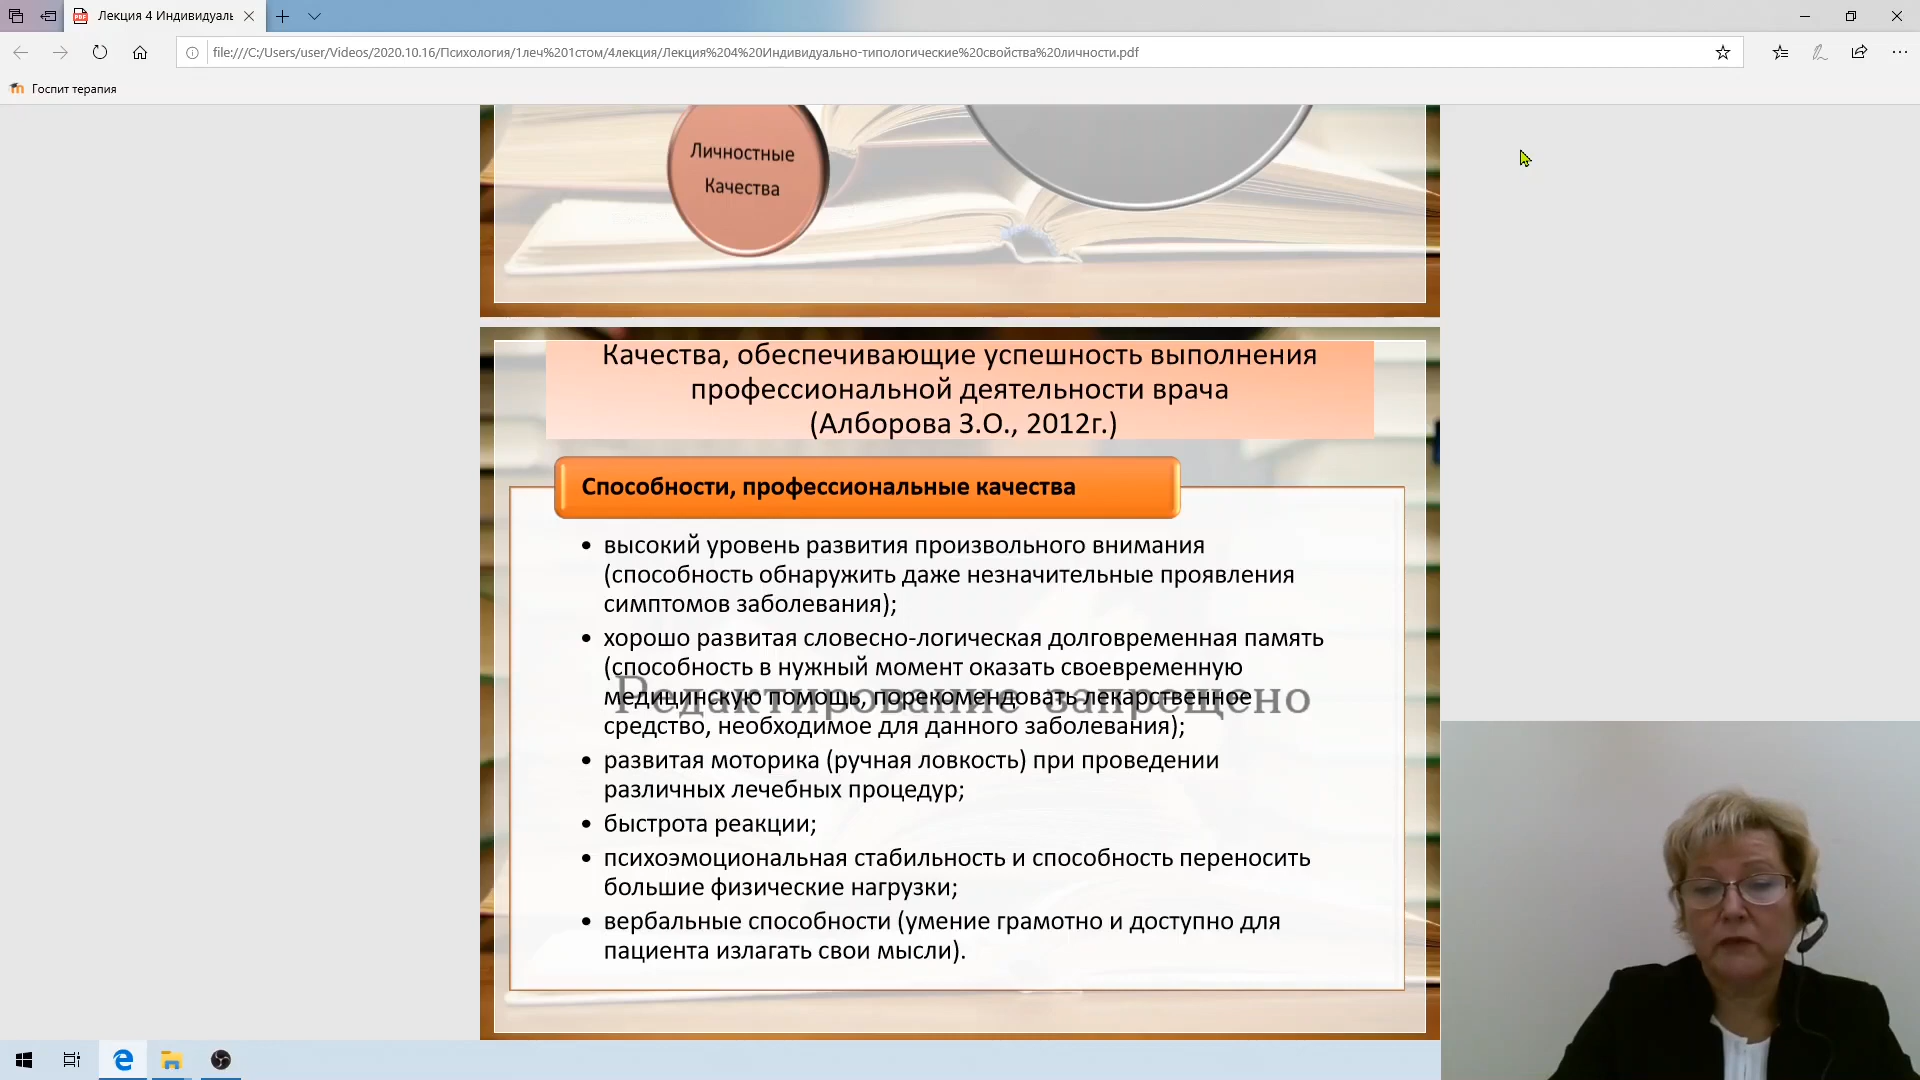 Лекция 4 Индивидуаль
file:///C:/Users/user/Videos/2020.10.16/Психология/1леч%201стом/4лекция/Лекция%204%20Индивидуально-типологические%20свойства%20личности.pdf
Госпит терапия
Личностные
Качества
Качества, обеспечивающие успешность выполнения
профессиональной деятельности врача
(Алборова З.О., 2012г.)
Способности, профессиональные качества
• высокий уровень развития произвольного внимания
(способность обнаружить даже незначительные проявления
симптомов заболевания);
• хорошо развитая словесно-логическая долговременная память
(способность в нужный момент оказать своевременную
медицинскую помощь, порекомендовать лекарственное
Редактирование запрещено
средство, необходимое для данного заболевания);
• развитая моторика (ручная ловкость) при проведении
различных лечебных процедур;
• быстрота реакции;
• психоэмоциональная стабильность и способность переносить
большие физические нагрузки;
• вербальные способности (умение грамотно и доступно для
пациента излагать свои мысли).